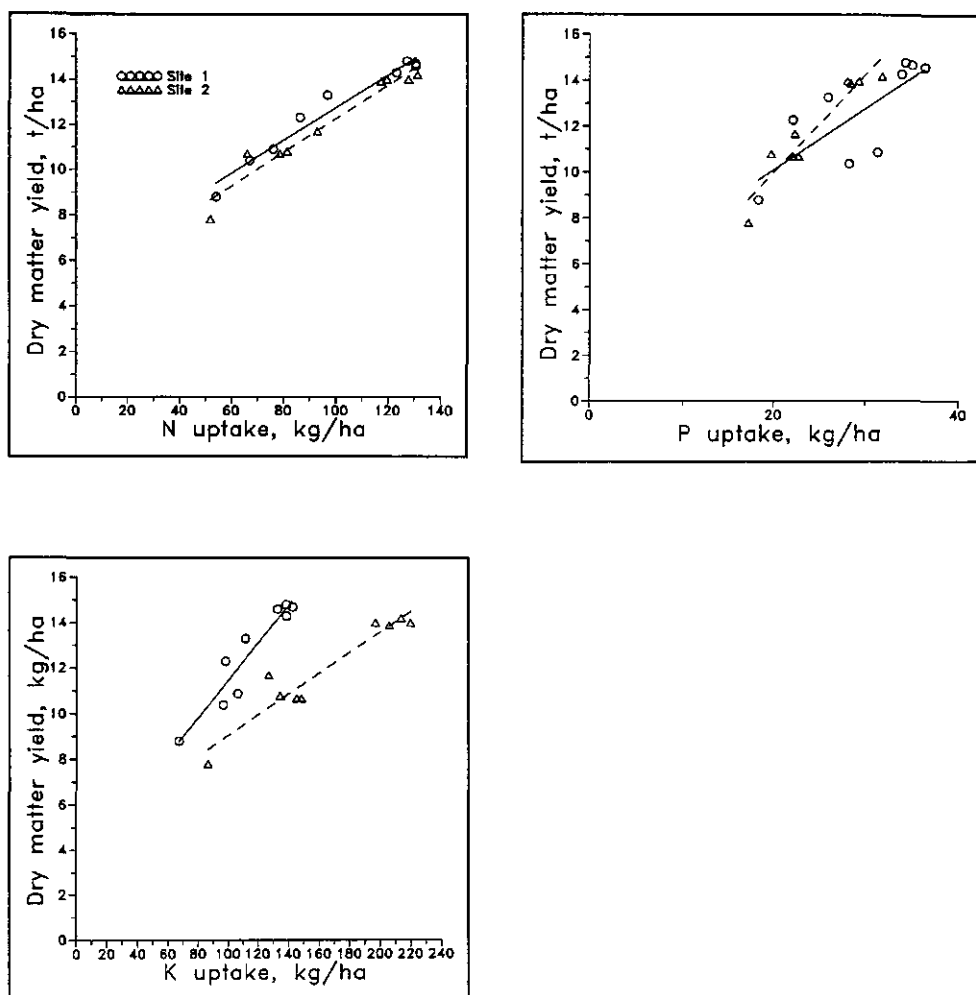 16
14
12
10
8
6
4
2
0
Dry matter yield, t/ha
Site 1
Site 2
0 20 40 60 80 100 120 140
N uptake, kg/ha
16
14
12
10
8
6
4
2
0
Dry matter yield, t/ha
0 20 40
P uptake, kg/ha
16
14
12
10
8
6
4
2
0
Dry matter yield, kg/ha
0 20 40 60 80 100 120 140 160 180 200 220 240
K uptake, kg/ha